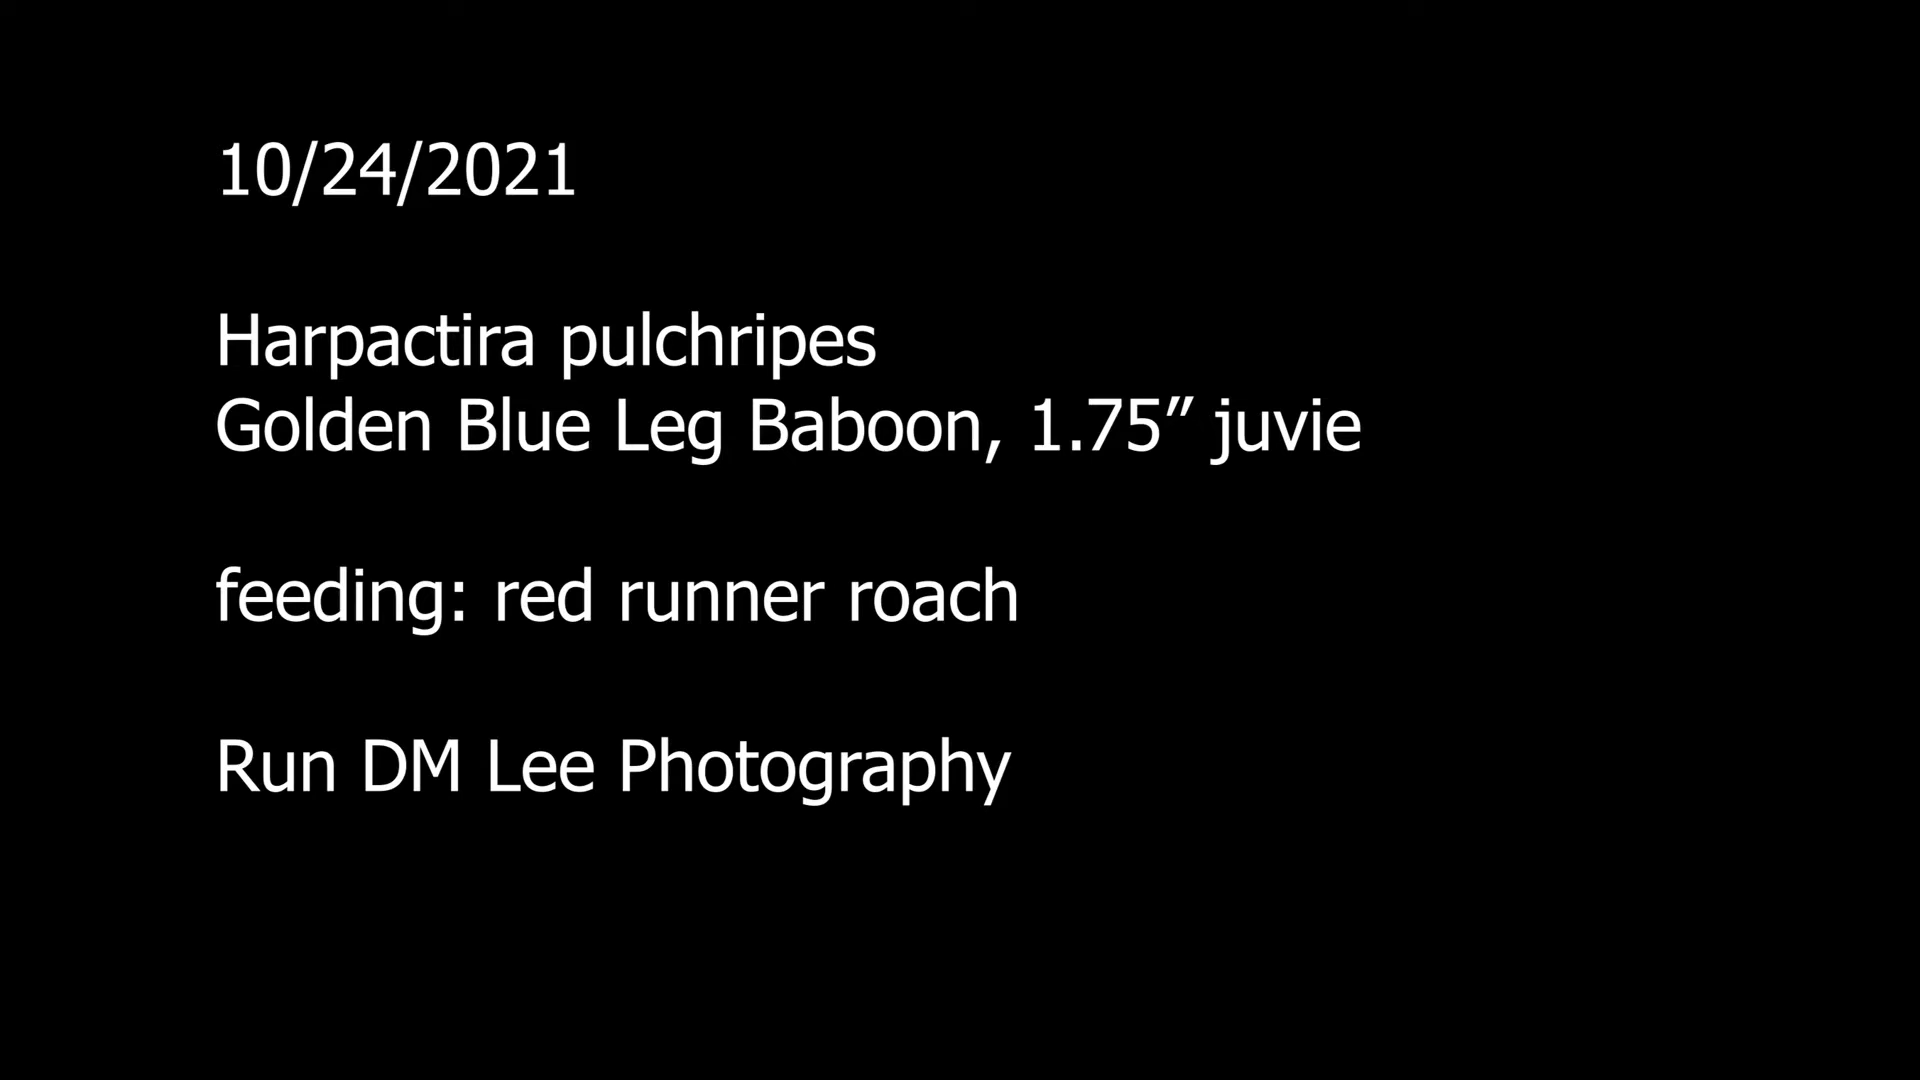 10/24/2021
Harpactira pulchripes
Golden Blue Leg Baboon, 1.75” juvie
feeding: red runner roach
Run DM Lee Photography